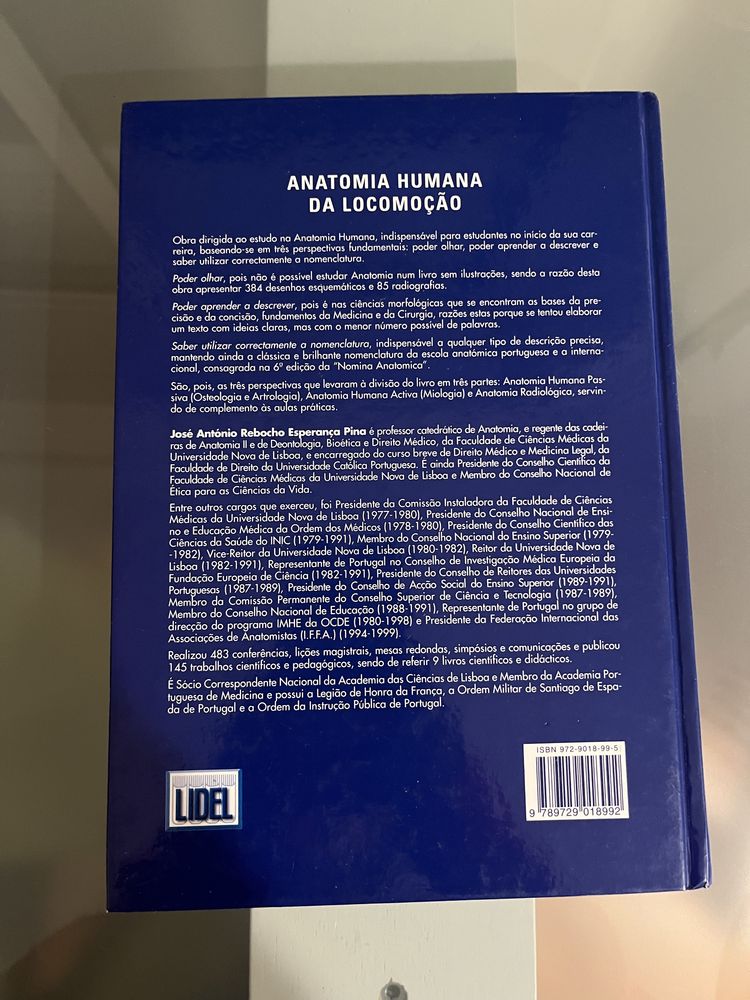 ANATOMIA HUMANA
DA LOCOMOÇÃO
Obra dirigida ao estudo na Anatomia Humana, indispensável para estudantes no início da sua car-
reira, baseando-se em três perspectivas fundamentais: poder olhar, poder aprender a descrever e
saber utilizar correctamente a nomenclatura.
Poder olhar, pois não é possível estudar Anatomia num livro sem ilustrações, sendo a razão desta
obra apresentar 384 desenhos esquemáticos e 85 radiografias.
Poder aprender a descrever, pois é nas ciências morfológicas que se encontram as bases da pre-
cisão e da concisão, fundamentos da Medicina e da Cirurgia, razões estas porque se tentou elaborar
um texto com ideias claras, mas com o menor número possível de palavras.
Saber utilizar correctamente a nomenclatura, indispensável a qualquer tipo de descrição precisa,
mantendo ainda a clássica e brilhante nomenclatura da escola anatómica portuguesa e a interna-
cional, consagrada na 6ª edição da "Nomina Anatomica".
São, pois, as três perspectivas que levaram à divisão do livro em três partes: Anatomia Humana Pas-
siva (Osteologia e Artrologia), Anatomia Humana Activa (Miologia) e Anatomia Radiológica, servin-
do de complemento às aulas práticas.
José António Rebocho Esperança Pina é professor catedrático de Anatomia, e regente das cadei-
ras de Anatomia II e de Deontologia, Bioética e Direito Médico, da Faculdade de Ciências Médicas da
Universidade Nova de Lisboa, e encarregado do curso breve de Direito Médico e Medicina Legal, da
Faculdade de Direito da Universidade Católica Portuguesa. É ainda Presidente do Conselho Científico da
Faculdade de Ciências Médicas da Universidade Nova de Lisboa e Membro do Conselho Nacional de
Ética para as Ciências da Vida.
Entre outros cargos que exerceu, foi Presidente da Comissão Instaladora da Faculdade de Ciências
Médicas da Universidade Nova de Lisboa (1977-1980), Presidente do Conselho Nacional de Ensi-
no e Educação Médica da Ordem dos Médicos (1978-1980), Presidente do Conselho Científico das
Ciências da Saúde do INIC (1979-1991), Membro do Conselho Nacional do Ensino Superior (1979-
-1982), Vice-Reitor da Universidade Nova de Lisboa (1980-1982), Reitor da Universidade Nova de
Lisboa (1982-1991), Representante de Portugal no Conselho de Investigação Médica Europeia da
Fundação Europeia de Ciência (1982-1991), Presidente do Conselho de Reitores das Universidades
Portuguesas (1987-1989), Presidente do Conselho de Acção Social do Ensino Superior (1989-1991),
Membro da Comissão Permanente do Conselho Superior de Ciência e Tecnologia (1987-1989),
Membro do Conselho Nacional de Educação (1988-1991), Representante de Portugal no grupo de
direcção do programa IMHE da OCDE (1980-1998) e Presidente da Federação Internacional das
Associações de Anatomistas (I.F.F.A.) (1994-1999).
Realizou 483 conferências, lições magistrais, mesas redondas, simpósios e comunicações e publicou
145 trabalhos científicos e pedagógicos, sendo de referir 9 livros científicos e didácticos.
É Sócio Correspondente Nacional da Academia das Ciências de Lisboa e Membro da Academia Por-
tuguesa de Medicina e possui a Legião de Honra da França, a Ordem Militar de Santiago de Espa-
da de Portugal e a Ordem da Instrução Pública de Portugal.
LIDEL
ISBN 972-9018-99-5
9 789729 018992